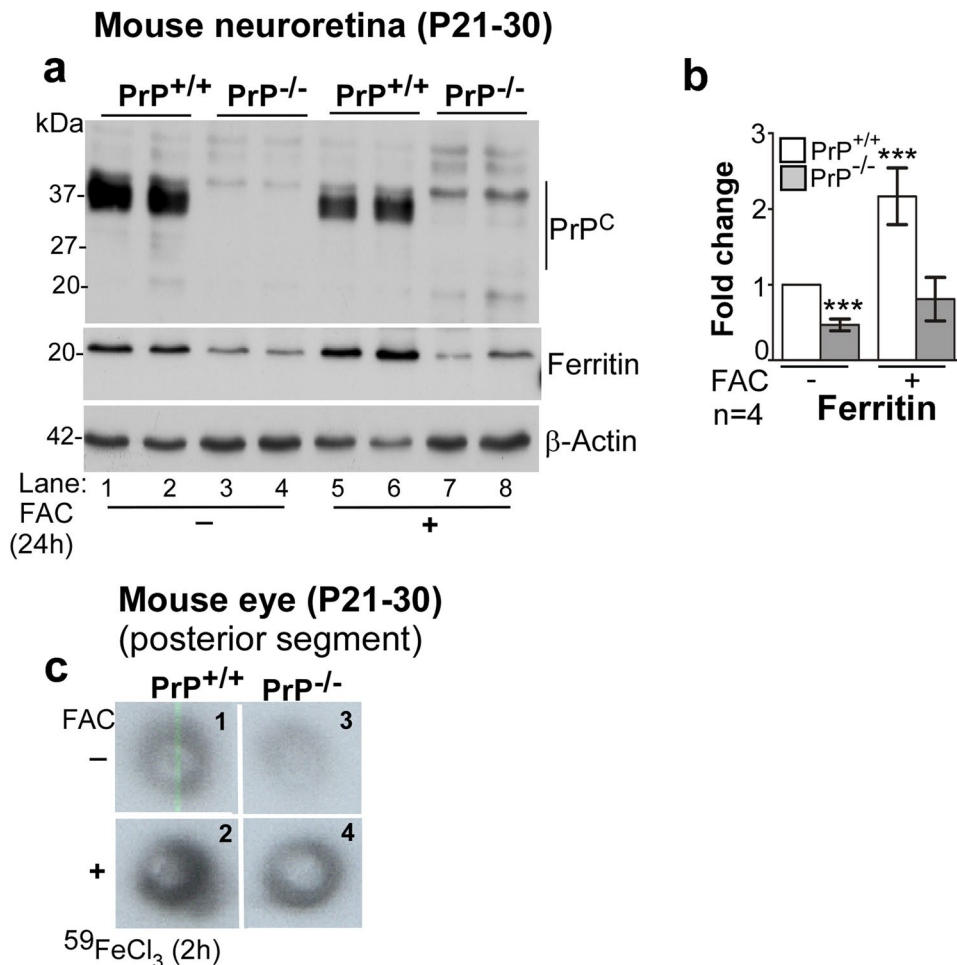 Mouse neuroretina (P21-30)
a
PrP+/+ PrP-/- PrP+/+ PrP-/-
kDa
37-
27-
20-
PrPC
20-
Ferritin
42-
β-Actin
Lane: 1 2 3 4 5 6 7 8
FAC
(24h)
– +
b
Fold change
3
2
1
0
PrP+/+
PrP-/-
***
***
FAC - +
n=4 Ferritin
Mouse eye (P21-30)
(posterior segment)
c
PrP+/+ PrP-/-
FAC
–
1 3
+
2 4
59FeCl3 (2h)